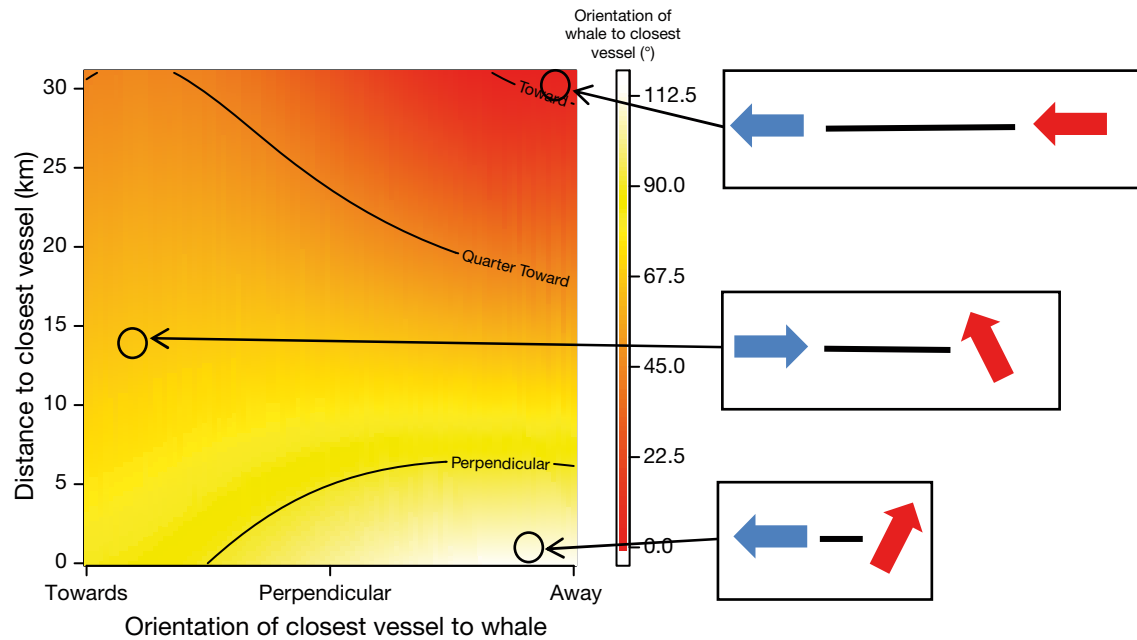 Orientation of
whale to closest
vessel (°)
30
25
20
15
10
5
0
Distance to closest vessel (km)
Toward
Quarter Toward
Perpendicular
Towards
Perpendicular
Away
Orientation of closest vessel to whale
112.5
90.0
67.5
45.0
22.5
0.0